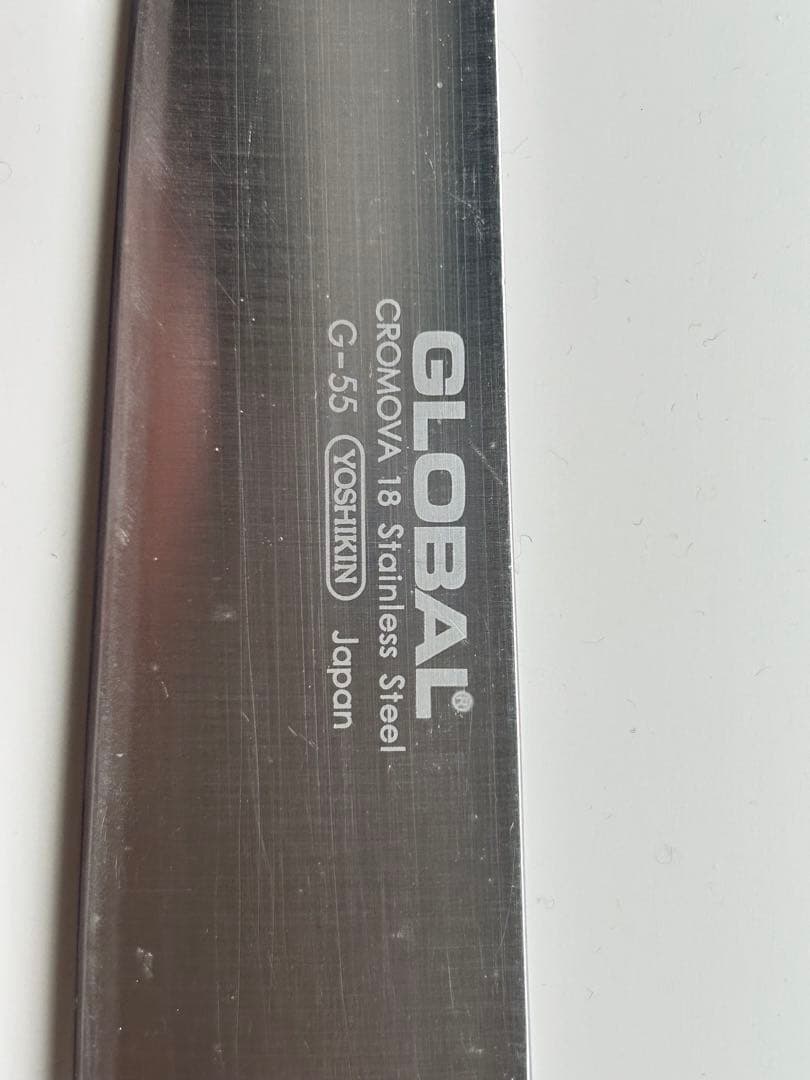 GLOBAL®
CROMOVA 18 Stainless Steel
G-55 YOSHIKIN Japan